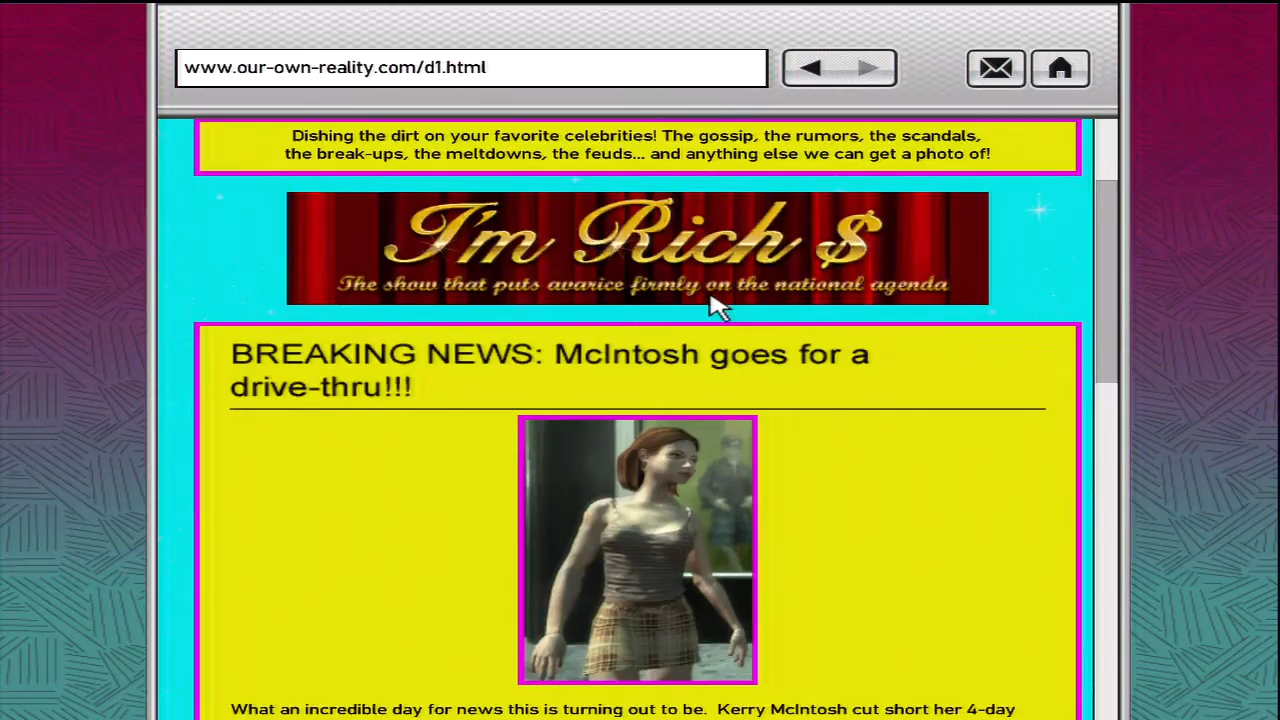 www.our-own-reality.com/d1.html
Dishing the dirt on your favorite celebrities! The gossip, the rumors, the scandals,
the break-ups, the meltdowns, the feuds... and anything else we can get a photo of!
I'm Rich $
The show that puts avarice firmly on the national agenda
BREAKING NEWS: McIntosh goes for a
drive-thru!!!
What an incredible day for news this is turning out to be. Kerry McIntosh cut short her 4-day